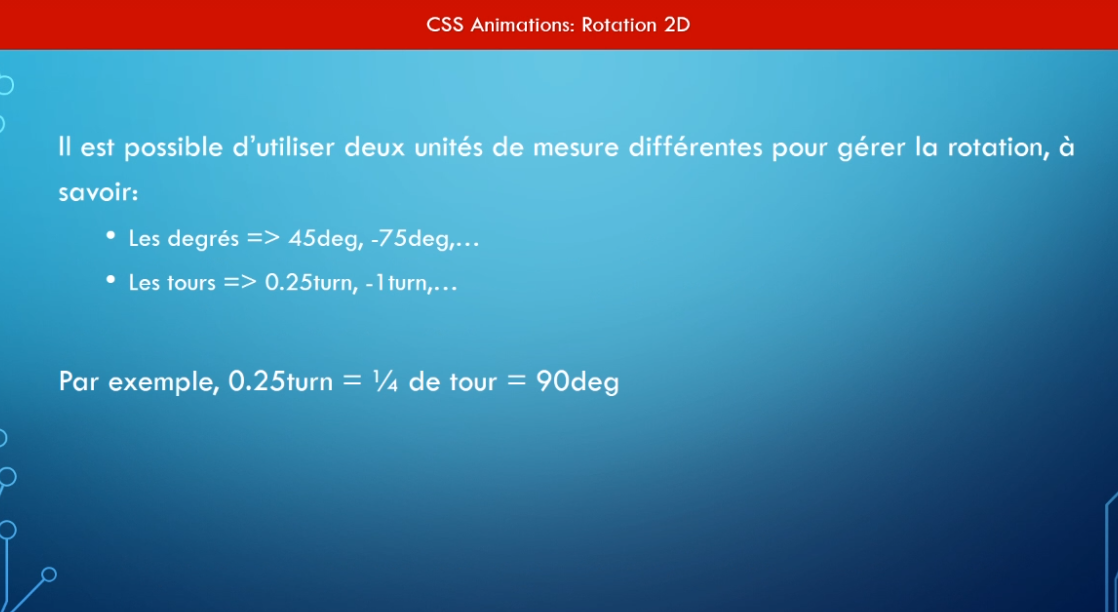 CSS Animations: Rotation 2D
Il est possible d’utiliser deux unités de mesure différentes pour gérer la rotation, à
savoir:
• Les degrés => 45deg, -75deg,…
• Les tours => 0.25turn, -1turn,…
Par exemple, 0.25turn = ¼ de tour = 90deg